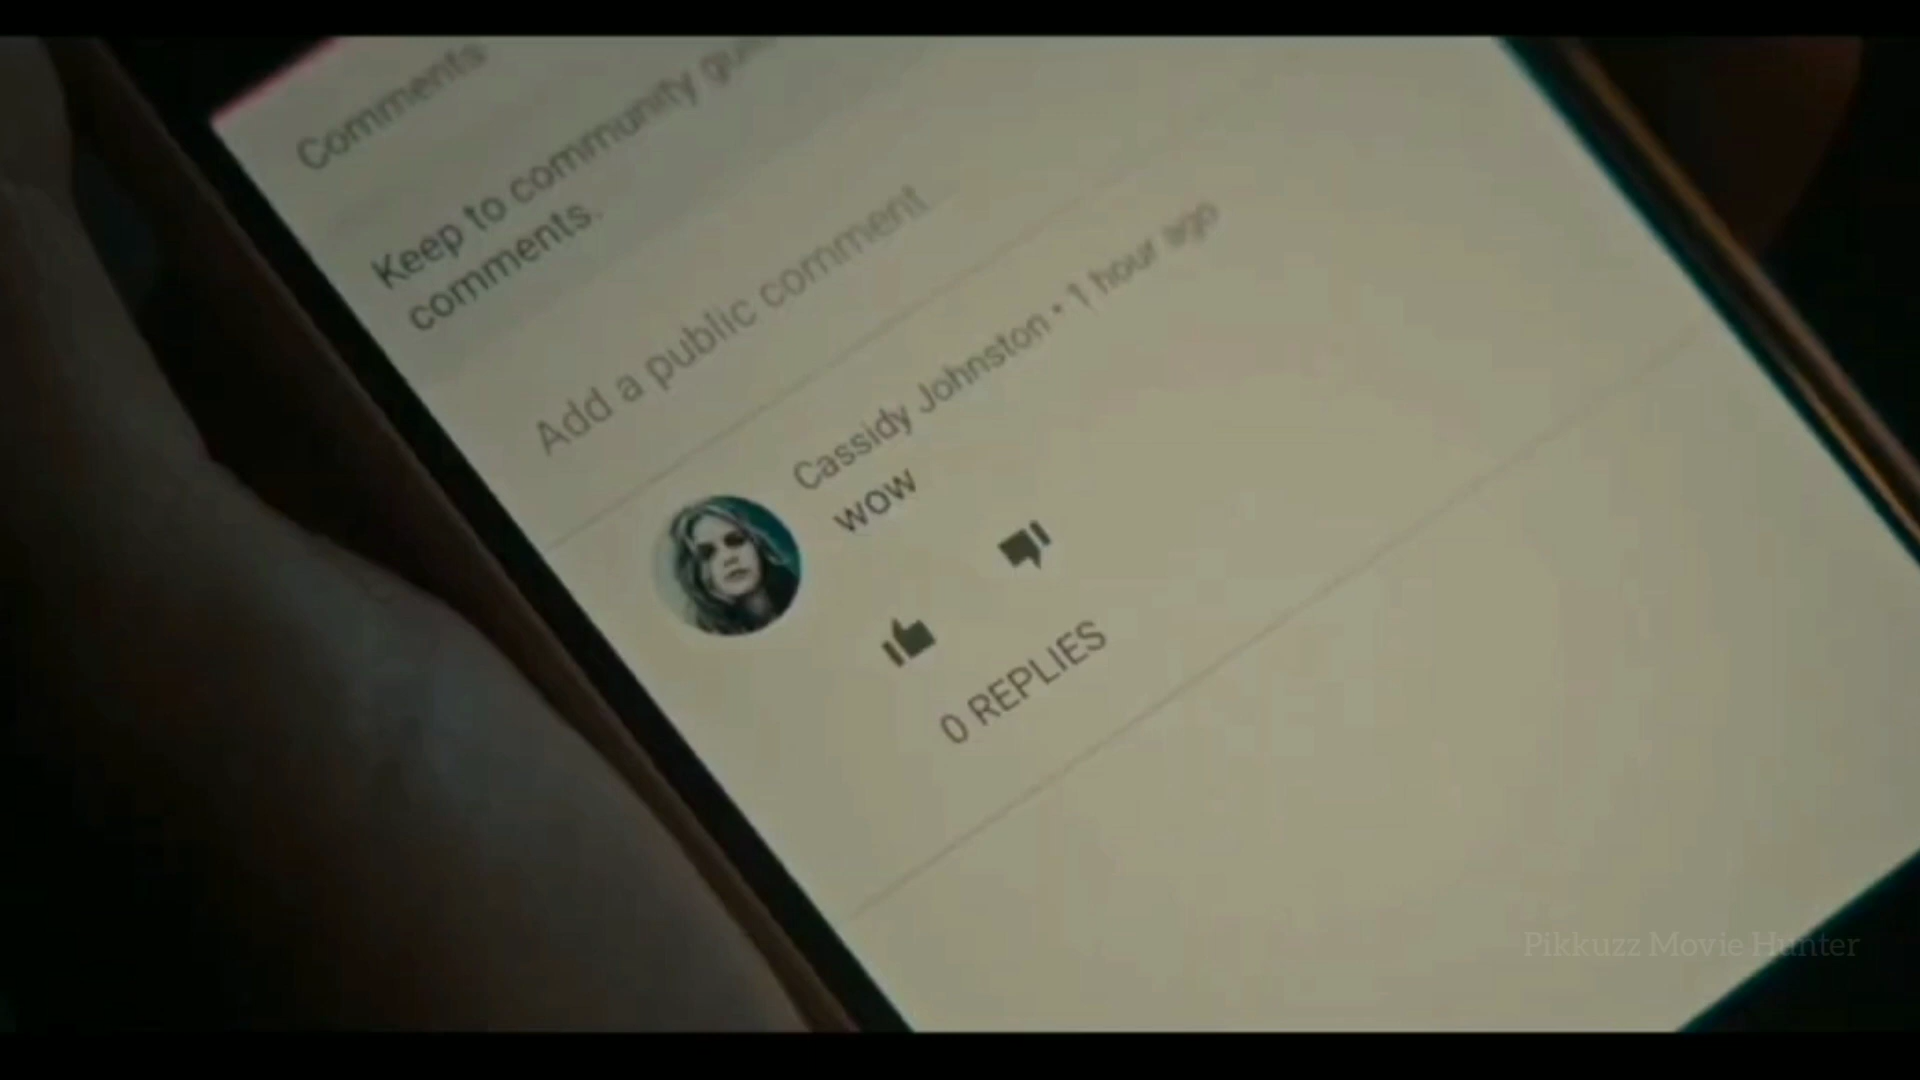 Comments
Keep to community
comments.
Add a public comment
Cassidy Johnston • 1 hour ago
wow
0 REPLIES
Pikkuzz Movie Hunter